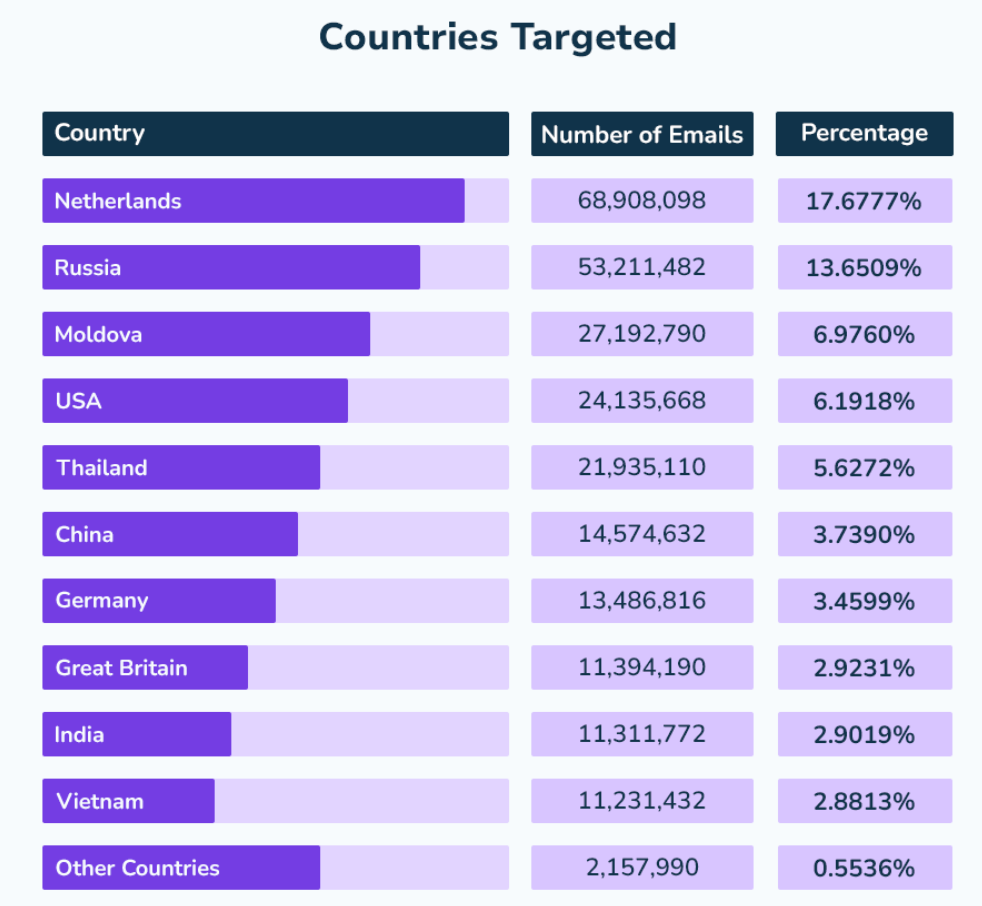 Countries Targeted
Country Number of Emails Percentage
Netherlands 68,908,098 17.6777%
Russia 53,211,482 13.6509%
Moldova 27,192,790 6.9760%
USA 24,135,668 6.1918%
Thailand 21,935,110 5.6272%
China 14,574,632 3.7390%
Germany 13,486,816 3.4599%
Great Britain 11,394,190 2.9231%
India 11,311,772 2.9019%
Vietnam 11,231,432 2.8813%
Other Countries 2,157,990 0.5536%